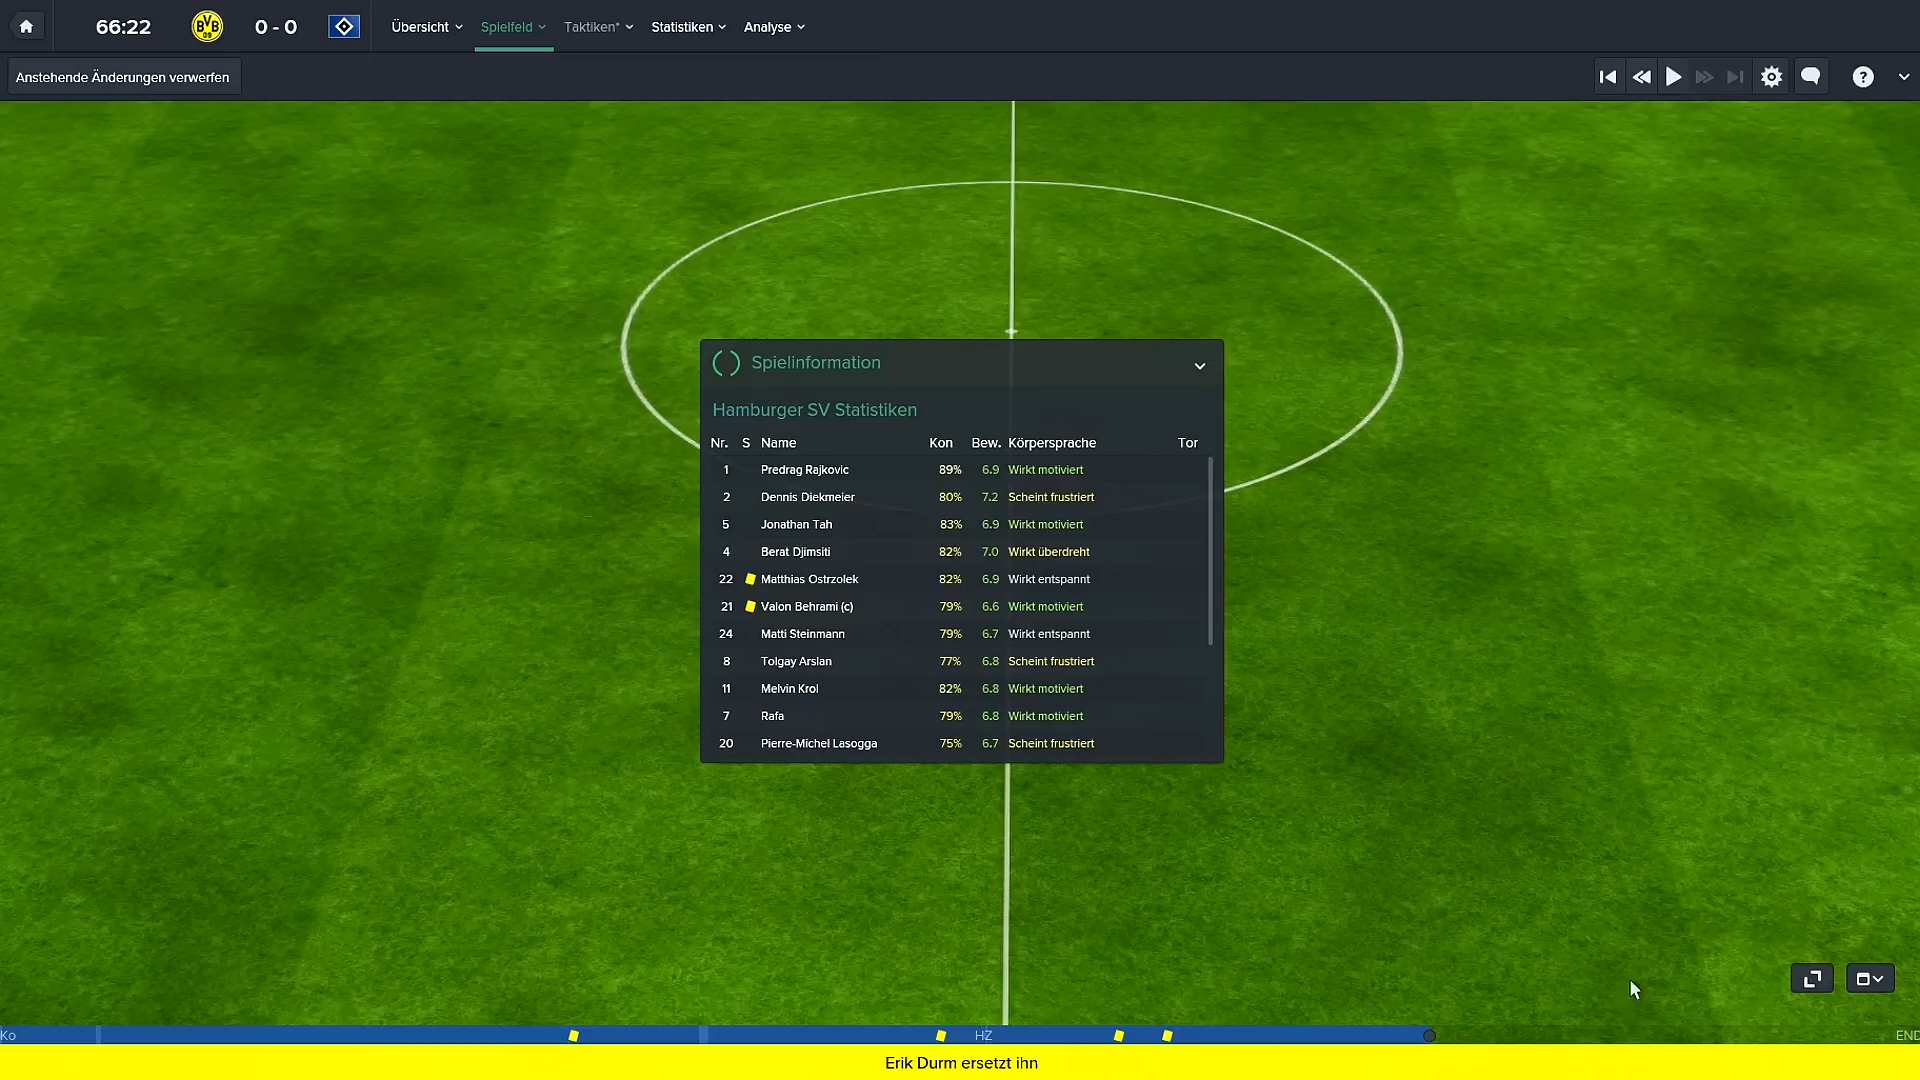 66:22 BVB 09 0 - 0 Übersicht Spielfeld Taktiken* Statistiken Analyse
Anstehende Änderungen verwerfen ?
Spielinformation
Hamburger SV Statistiken
Nr. S Name Kon Bew. Körpersprache Tor
1 Predrag Rajkovic 89% 6.9 Wirkt motiviert
2 Dennis Diekmeier 80% 7.2 Scheint frustriert
5 Jonathan Tah 83% 6.9 Wirkt motiviert
4 Berat Djimsiti 82% 7.0 Wirkt überdreht
22 Matthias Ostrzolek 82% 6.9 Wirkt entspannt
21 Valon Behrami (c) 79% 6.6 Wirkt motiviert
24 Matti Steinmann 79% 6.7 Wirkt entspannt
8 Tolgay Arslan 77% 6.8 Scheint frustriert
11 Melvin Krol 82% 6.8 Wirkt motiviert
7 Rafa 79% 6.8 Wirkt motiviert
20 Pierre-Michel Lasogga 75% 6.7 Scheint frustriert
Ko HZ END
Erik Durm ersetzt ihn